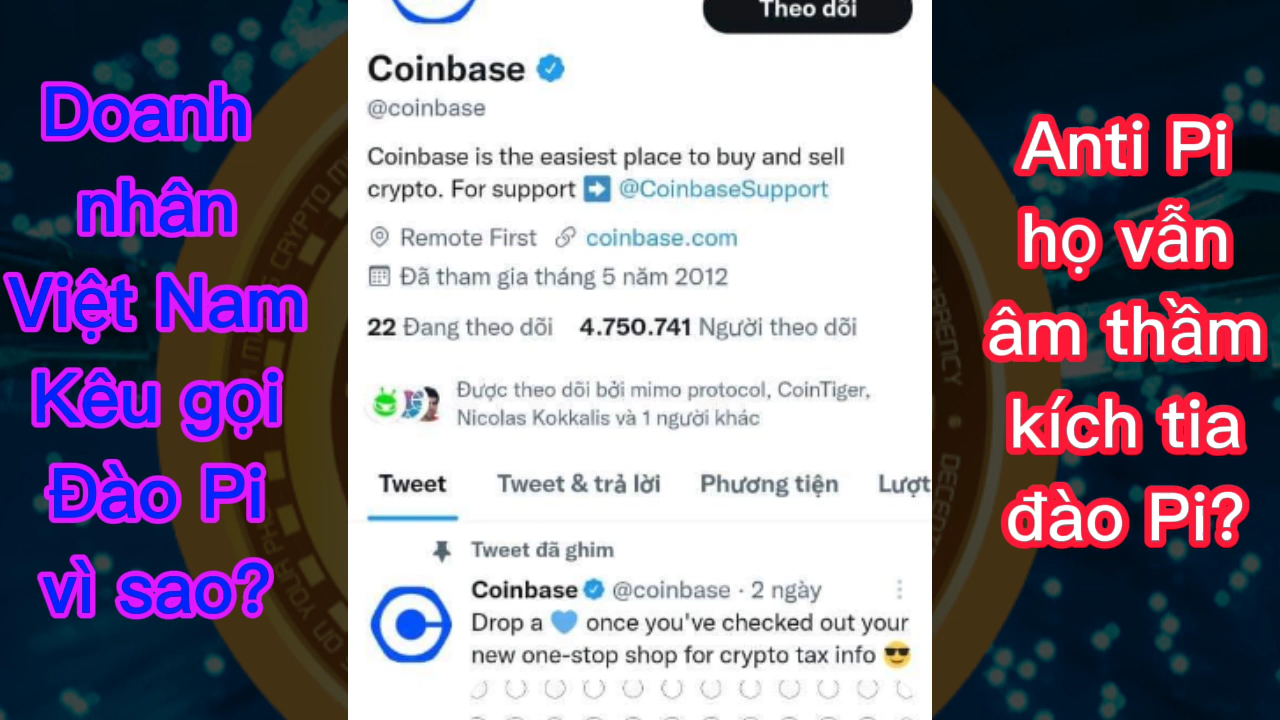 Doanh
nhân
Việt Nam
Kêu gọi
Đào Pi
vì sao?
Theo dõi
Coinbase
@coinbase
Coinbase is the easiest place to buy and sell
crypto. For support ➡️ @CoinbaseSupport
Remote First coinbase.com
Đã tham gia tháng 5 năm 2012
22 Đang theo dõi 4.750.741 Người theo dõi
Được theo dõi bởi mimo protocol, CoinTiger,
Nicolas Kokkalis và 1 người khác
Tweet Tweet & trả lời Phương tiện Lượt
Tweet đã ghim
Coinbase @coinbase · 2 ngày
Drop a 💙 once you've checked out your
new one-stop shop for crypto tax info 😎
Anti Pi
họ vẫn
âm thầm
kích tia
đào Pi?